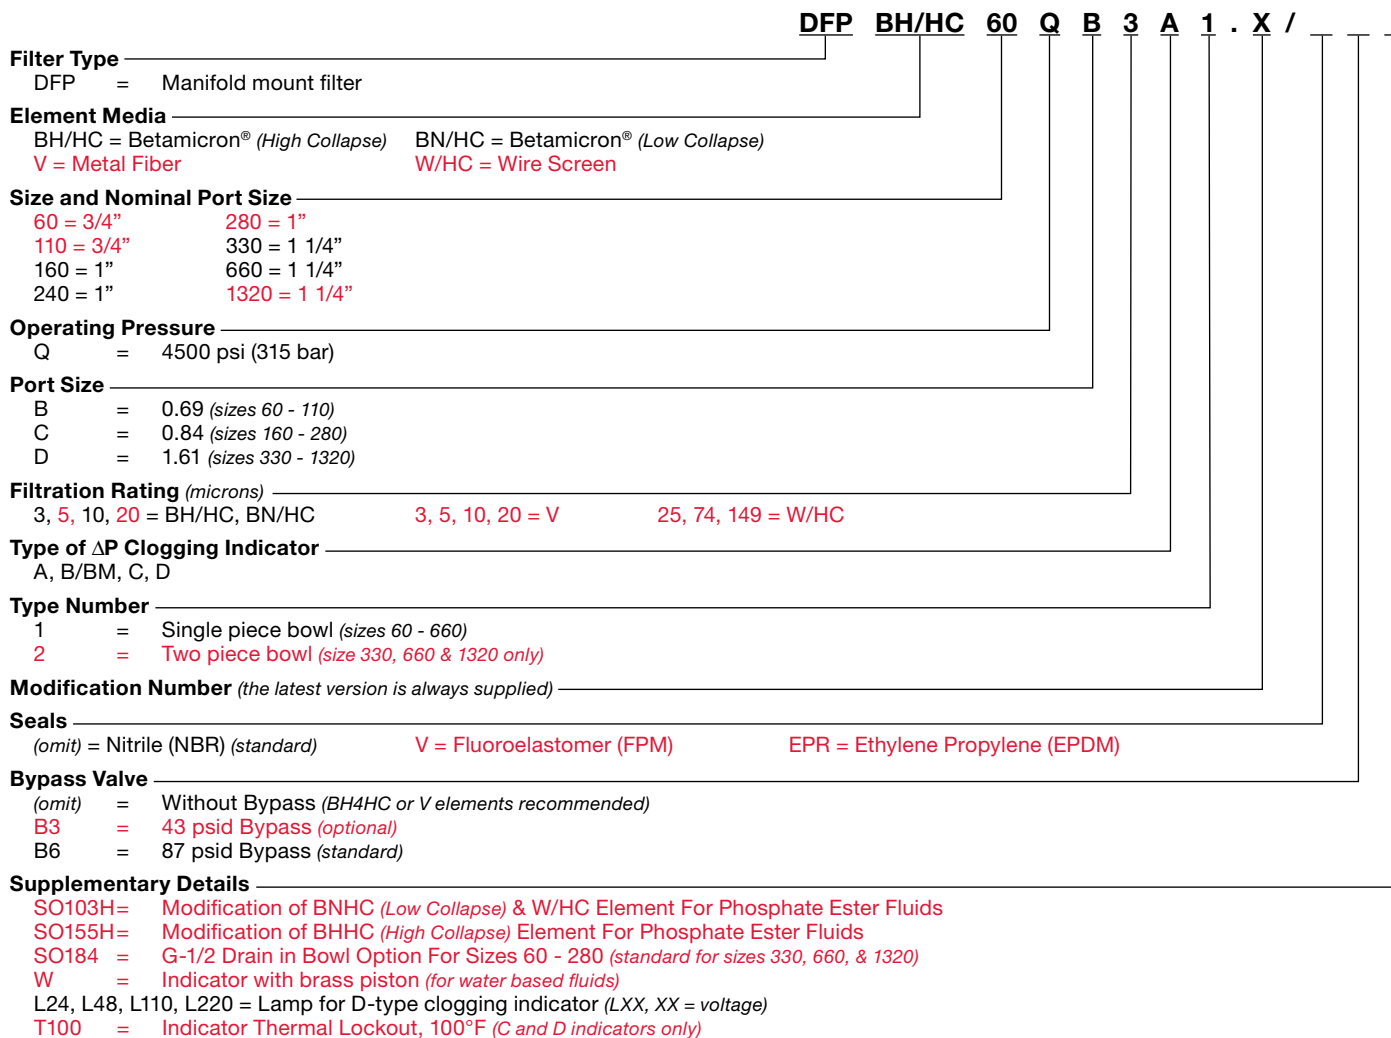 DFP BH/HC 60 Q B 3 A 1 . X / _ _ _
Filter Type
DFP = Manifold mount filter
Element Media
BH/HC = Betamicron® (High Collapse) BN/HC = Betamicron® (Low Collapse)
V = Metal Fiber W/HC = Wire Screen
Size and Nominal Port Size
60 = 3/4” 280 = 1”
110 = 3/4” 330 = 1 1/4”
160 = 1” 660 = 1 1/4”
240 = 1” 1320 = 1 1/4”
Operating Pressure
Q = 4500 psi (315 bar)
Port Size
B = 0.69 (sizes 60 - 110)
C = 0.84 (sizes 160 - 280)
D = 1.61 (sizes 330 - 1320)
Filtration Rating (microns)
3, 5, 10, 20 = BH/HC, BN/HC 3, 5, 10, 20 = V 25, 74, 149 = W/HC
Type of ΔP Clogging Indicator
A, B/BM, C, D
Type Number
1 = Single piece bowl (sizes 60 - 660)
2 = Two piece bowl (size 330, 660 & 1320 only)
Modification Number (the latest version is always supplied)
Seals
(omit) = Nitrile (NBR) (standard) V = Fluoroelastomer (FPM) EPR = Ethylene Propylene (EPDM)
Bypass Valve
(omit) = Without Bypass (BH4HC or V elements recommended)
B3 = 43 psid Bypass (optional)
B6 = 87 psid Bypass (standard)
Supplementary Details
SO103H= Modification of BNHC (Low Collapse) & W/HC Element For Phosphate Ester Fluids
SO155H= Modification of BHHC (High Collapse) Element For Phosphate Ester Fluids
SO184 = G-1/2 Drain in Bowl Option For Sizes 60 - 280 (standard for sizes 330, 660, & 1320)
W = Indicator with brass piston (for water based fluids)
L24, L48, L110, L220 = Lamp for D-type clogging indicator (LXX, XX = voltage)
T100 = Indicator Thermal Lockout, 100°F (C and D indicators only)